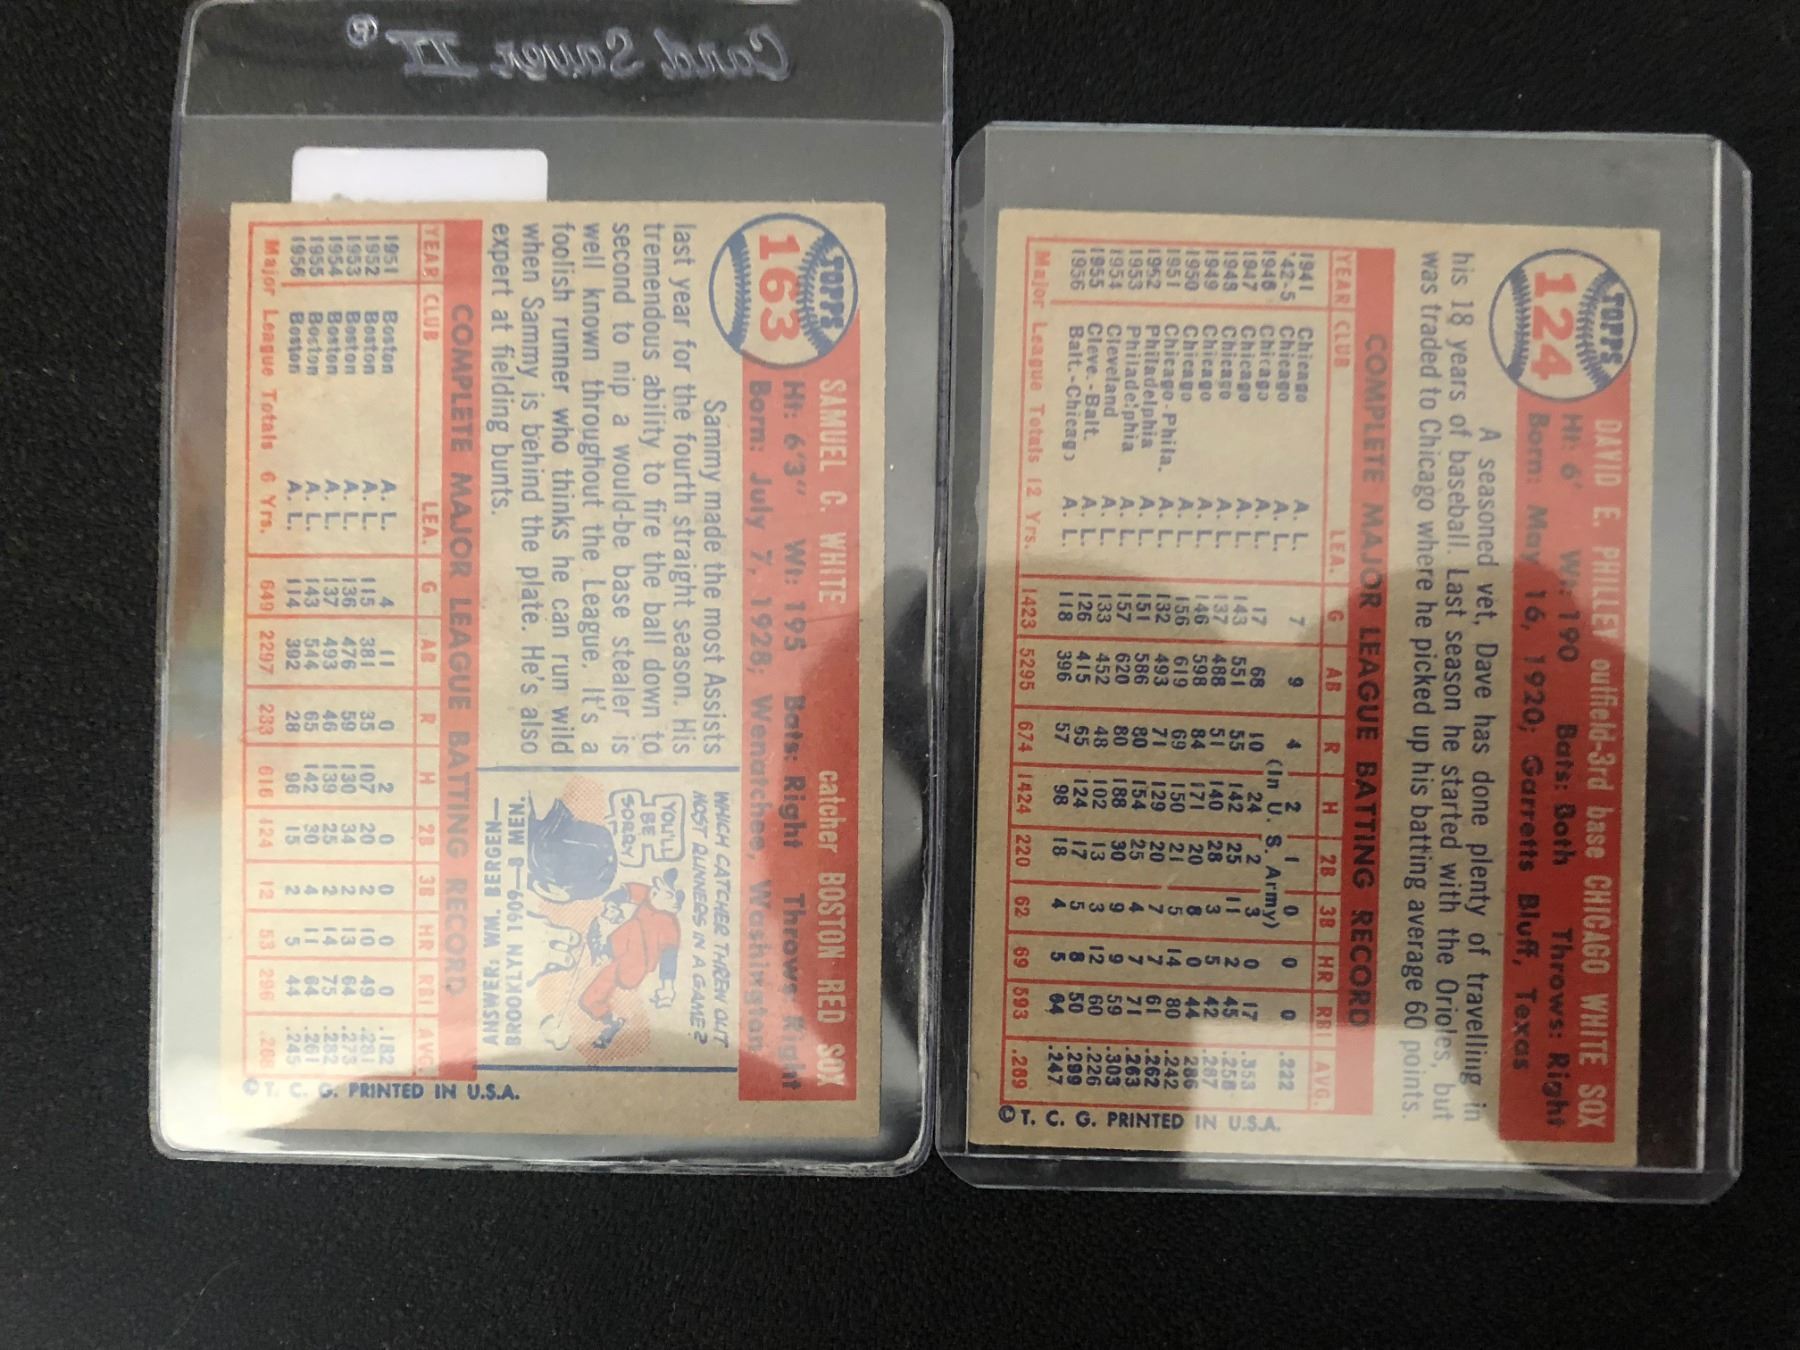 Card Saver II®
TOPPS
163
SAMUEL C. WHITE catcher BOSTON RED SOX
Ht: 6'3" Wt: 195 Bats: Right Throws: Right
Born: July 7, 1928; Wenatchee, Washington
Sammy made the most Assists
last year for the fourth straight season. His
tremendous ability to fire the ball down to
second to nip a would-be base stealer is
well known throughout the League. It's a
foolish runner who thinks he can run wild
when Sammy is behind the plate. He's also
expert at fielding bunts.
WHICH CATCHER THREW OUT
MOST RUNNERS IN A GAME?
YOU'LL
BE
SORRY
ANSWER: WM. BERGEN—
BROOKLYN 1909—8 MEN.
COMPLETE MAJOR LEAGUE BATTING RECORD
YEAR CLUB LEA. G AB R H 2B 3B HR RBI AVG.
1951 Boston A. L. 4 11 0 2 0 0 0 0 .182
1952 Boston A. L. 115 381 35 107 20 2 10 49 .281
1953 Boston A. L. 136 476 59 130 34 2 13 64 .273
1954 Boston A. L. 137 493 46 139 25 2 14 75 .282
1955 Boston A. L. 143 544 65 142 30 4 11 64 .261
1956 Boston A. L. 114 392 28 96 15 2 5 44 .245
Major League Totals 6 Yrs. 649 2297 233 616 124 12 53 296 .268
© T. C. G. PRINTED IN U.S.A.
TOPPS
124
DAVID E. PHILLEY outfield-3rd base CHICAGO WHITE SOX
Ht: 6' Wt: 190 Bats: Both Throws: Right
Born: May 16, 1920; Garretts Bluff, Texas
A seasoned vet, Dave has done plenty of travelling in
his 18 years of baseball. Last season he started with the Orioles, but
was traded to Chicago where he picked up his batting average 60 points.
COMPLETE MAJOR LEAGUE BATTING RECORD
YEAR CLUB LEA. G AB R H 2B 3B HR RBI AVG.
1941 Chicago A. L. 7 9 4 2 1 0 0 0 .222
'42-5 Chicago A. L. (In U. S. Army)
1946 Chicago A. L. 17 68 10 24 2 3 0 17 .353
1947 Chicago A. L. 143 551 55 142 25 11 2 45 .258
1948 Chicago A. L. 137 488 51 140 28 3 5 42 .287
1949 Chicago A. L. 146 598 84 171 20 8 0 44 .286
1950 Chicago A. L. 156 619 69 150 21 5 14 80 .242
1951 Chicago-Phila. A. L. 132 493 71 129 20 7 7 61 .262
1952 Philadelphia A. L. 151 586 80 154 25 4 7 71 .263
1953 Philadelphia A. L. 157 620 80 188 30 9 9 59 .303
1954 Cleveland A. L. 133 452 48 102 13 3 12 60 .226
1955 Cleve.-Balt. A. L. 126 415 65 124 17 5 8 50 .299
1956 Balt.-Chicago A. L. 118 396 57 98 18 4 5 64 .247
Major League Totals 12 Yrs. 1423 5295 674 1424 220 62 69 593 .269
© T. C. G. PRINTED IN U.S.A.